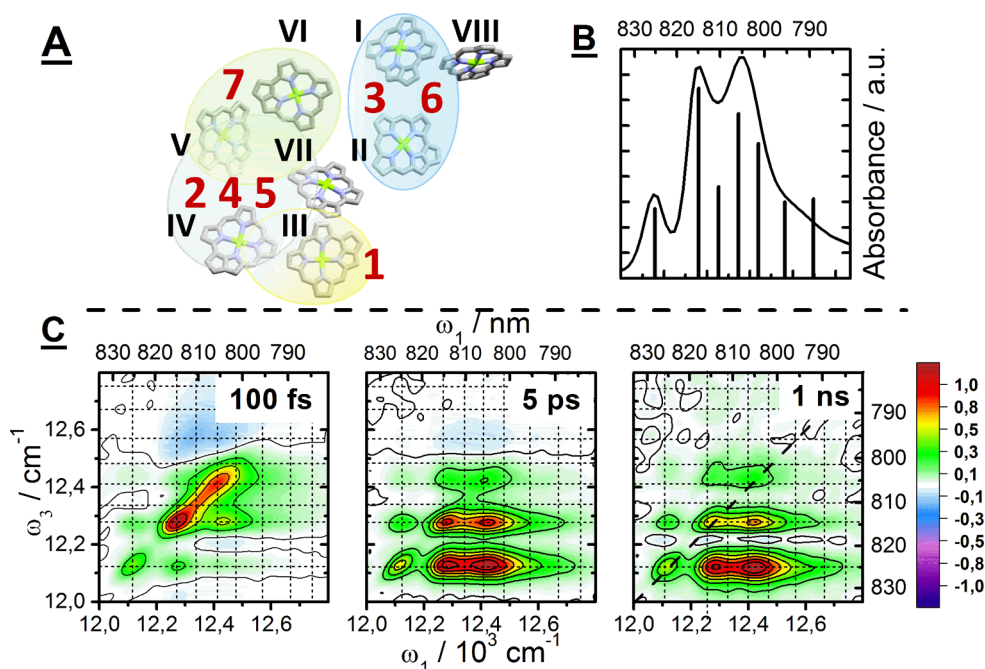 A
VI
I
VIII
7
3
6
V
VII
II
2 4 5
IV
III
1
B
830 820 810 800 790
Absorbance / a.u.
C
ω₁ / nm
830 820 810 800 790
830 820 810 800 790
830 820 810 800 790
100 fs
5 ps
1 ns
ω₃ / cm⁻¹
12,6
12,4
12,2
12,0
790
800
810
820
830
1,0
0,8
0,5
0,3
0,1
-0,1
-0,3
-0,5
-0,8
-1,0
12,0 12,2 12,4 12,6
12,0 12,2 12,4 12,6
12,0 12,2 12,4 12,6
ω₁ / 10³ cm⁻¹